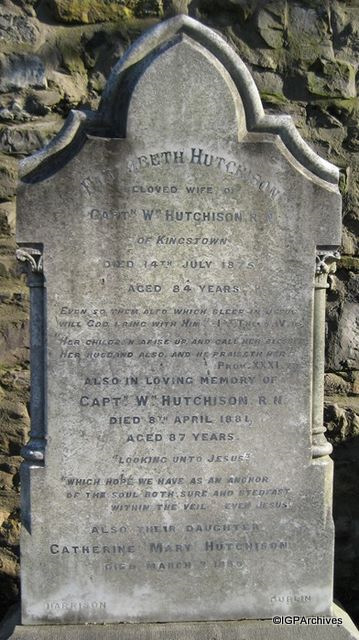 ELIZABETH HUTCHISON
BELOVED WIFE OF
CAPTN WM HUTCHISON, R.N.
OF KINGSTOWN
DIED 14TH JULY 1875
AGED 84 YEARS.
EVEN SO THEM ALSO WHICH SLEEP IN JESUS
WILL GOD BRING WITH HIM 1ST THESS IV.
HER CHILDREN ARISE UP AND CALL HER BLESSED
HER HUSBAND ALSO, AND HE PRAISETH HER
PROV. XXXI.
ALSO IN LOVING MEMORY OF
CAPTN WM HUTCHISON, R.N.
DIED 8TH APRIL 1881,
AGED 87 YEARS.
"LOOKING UNTO JESUS"
"WHICH HOPE WE HAVE AS AN ANCHOR
OF THE SOUL BOTH SURE AND STEDFAST
WITHIN THE VEIL EVEN JESUS
ALSO THEIR DAUGHTER
CATHERINE MARY HUTCHISON
DIED MARCH
HARRISON DUBLIN
©IGPArchives